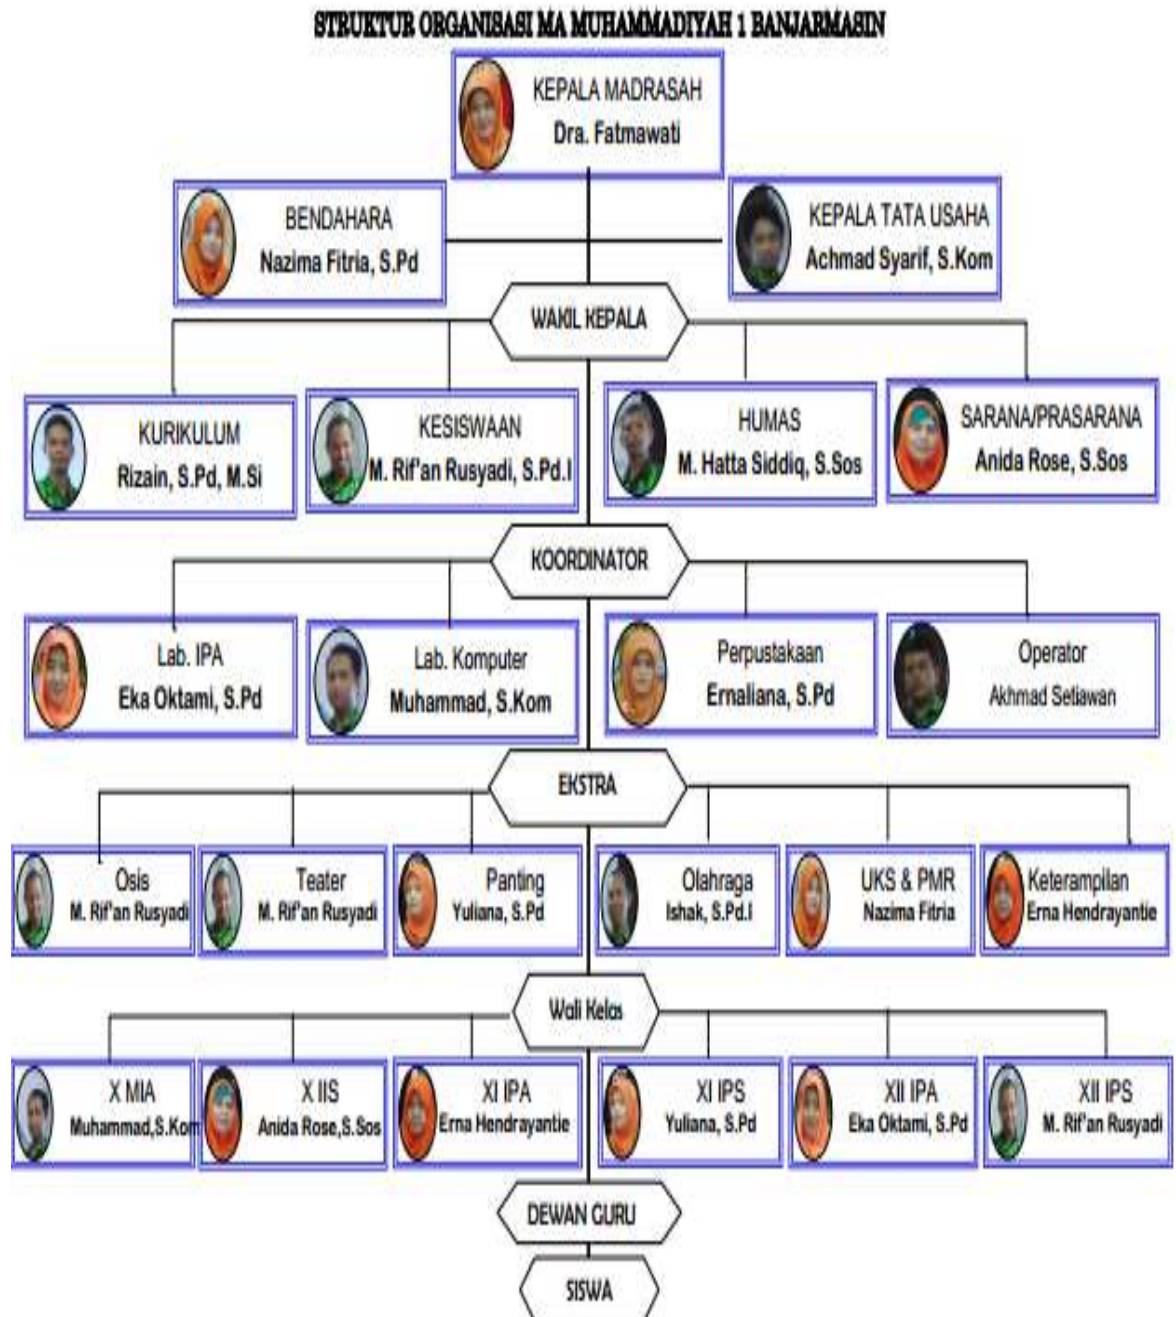 STRUKTUR ORGANISASI MA MUHAMMADIYAH 1 BANJARMASIN
KEPALA MADRASAH
Dra. Fatmawati
BENDAHARA
Nazima Fitria, S.Pd
KEPALA TATA USAHA
Achmad Syarif, S.Kom
WAKIL KEPALA
KURIKULUM
Rizain, S.Pd, M.Si
KESISWAAN
M. Rif'an Rusyadi, S.Pd.I
HUMAS
M. Hatta Siddiq, S.Sos
SARANA/PRASARANA
Anida Rose, S.Sos
KOORDINATOR
Lab. IPA
Eka Oktami, S.Pd
Lab. Komputer
Muhammad, S.Kom
Perpustakaan
Ernaliana, S.Pd
Operator
Akhmad Setiawan
EKSTRA
Osis
M. Rif'an Rusyadi
Teater
M. Rif'an Rusyadi
Panting
Yuliana, S.Pd
Olahraga
Ishak, S.Pd.I
UKS & PMR
Nazima Fitria
Keterampilan
Erna Hendrayantie
Wali Kelas
X MIA
Muhammad,S.Kom
X IIS
Anida Rose,S.Sos
XI IPA
Erna Hendrayantie
XI IPS
Yuliana, S.Pd
XII IPA
Eka Oktami, S.Pd
XII IPS
M. Rif'an Rusyadi
DEWAN GURU
SISWA